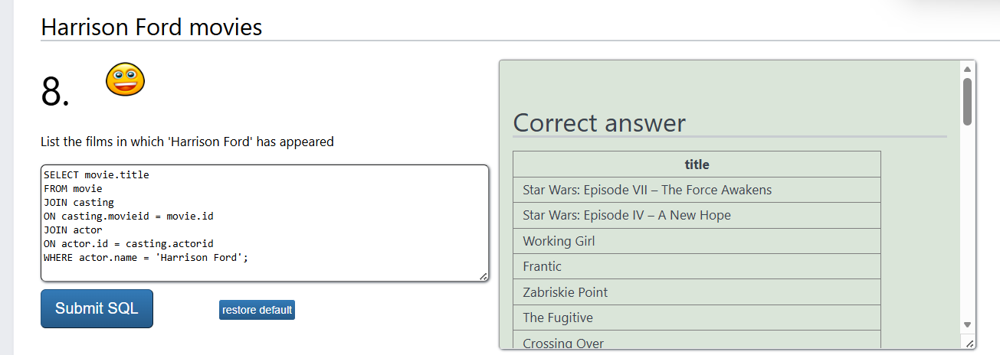 Harrison Ford movies
8.
List the films in which 'Harrison Ford' has appeared
SELECT movie.title
FROM movie
JOIN casting
ON casting.movieid = movie.id
JOIN actor
ON actor.id = casting.actorid
WHERE actor.name = 'Harrison Ford';
Submit SQL
restore default
Correct answer
title
Star Wars: Episode VII – The Force Awakens
Star Wars: Episode IV – A New Hope
Working Girl
Frantic
Zabriskie Point
The Fugitive
Crossing Over